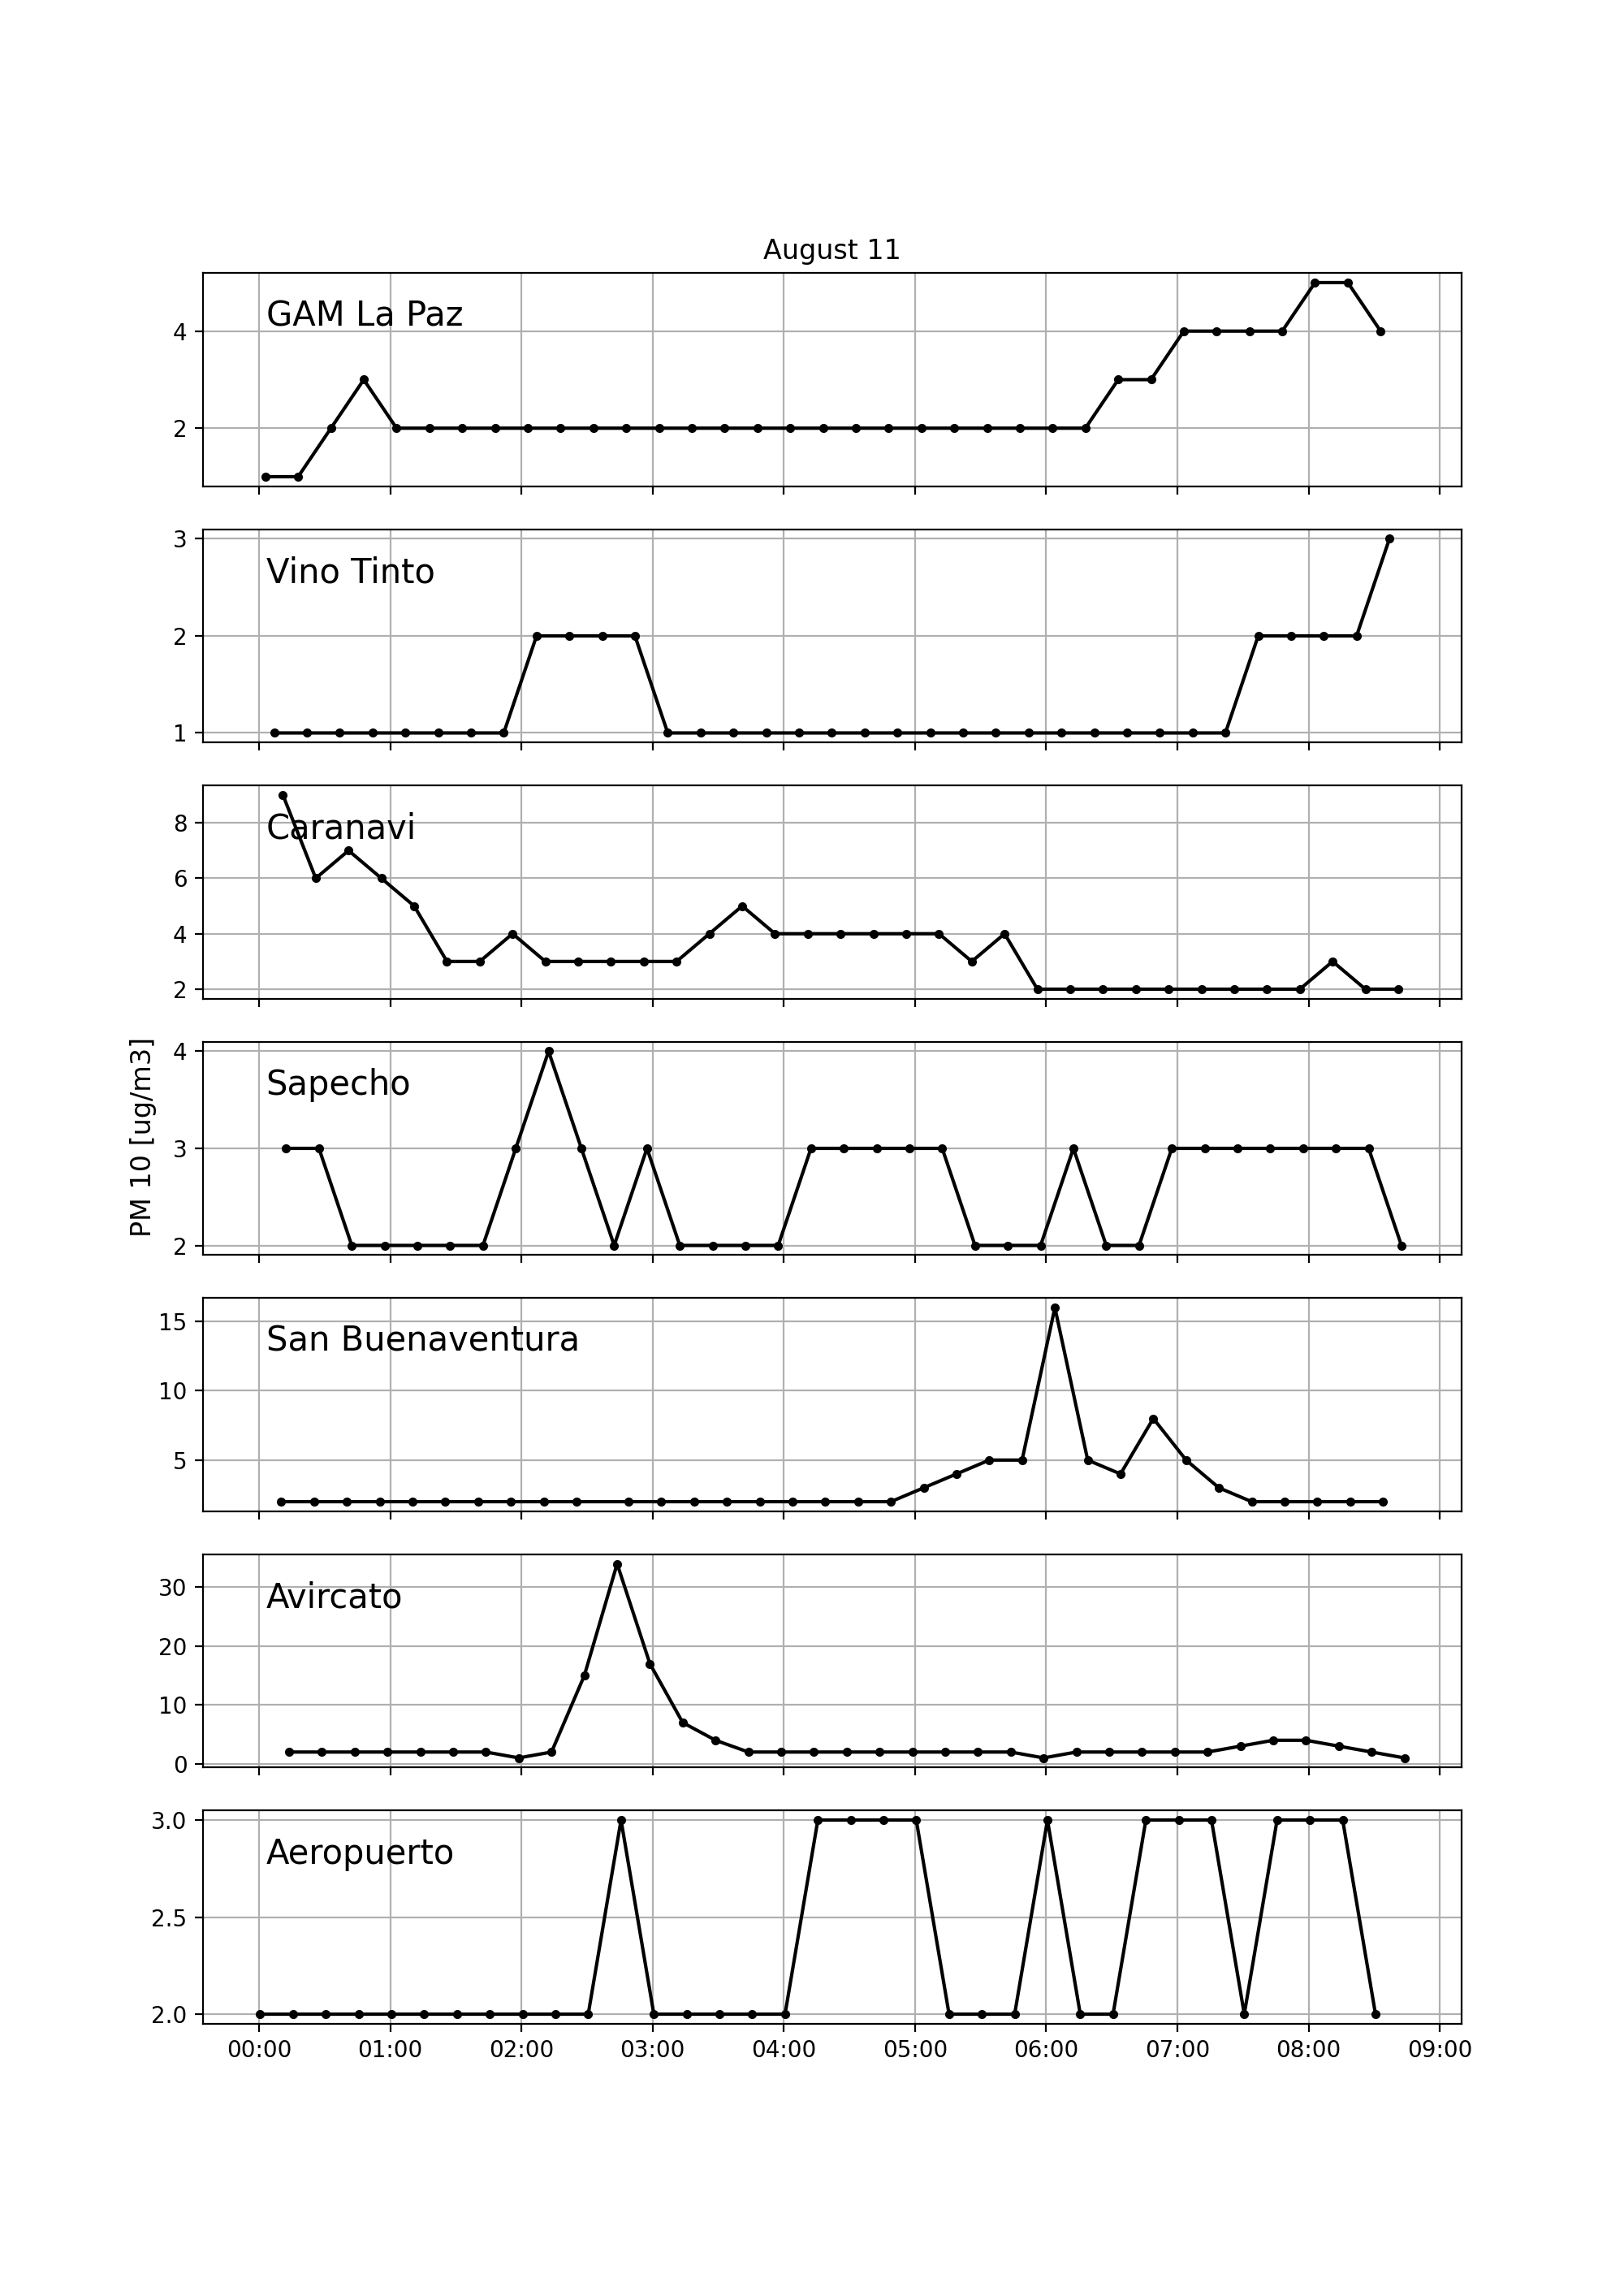 August 11
GAM La Paz
4
2
Vino Tinto
3
2
1
Caranavi
8
6
4
2
PM 10 [ug/m3]
Sapecho
4
3
2
San Buenaventura
15
10
5
Avircato
30
20
10
0
Aeropuerto
3.0
2.5
2.0
00:00 01:00 02:00 03:00 04:00 05:00 06:00 07:00 08:00 09:00